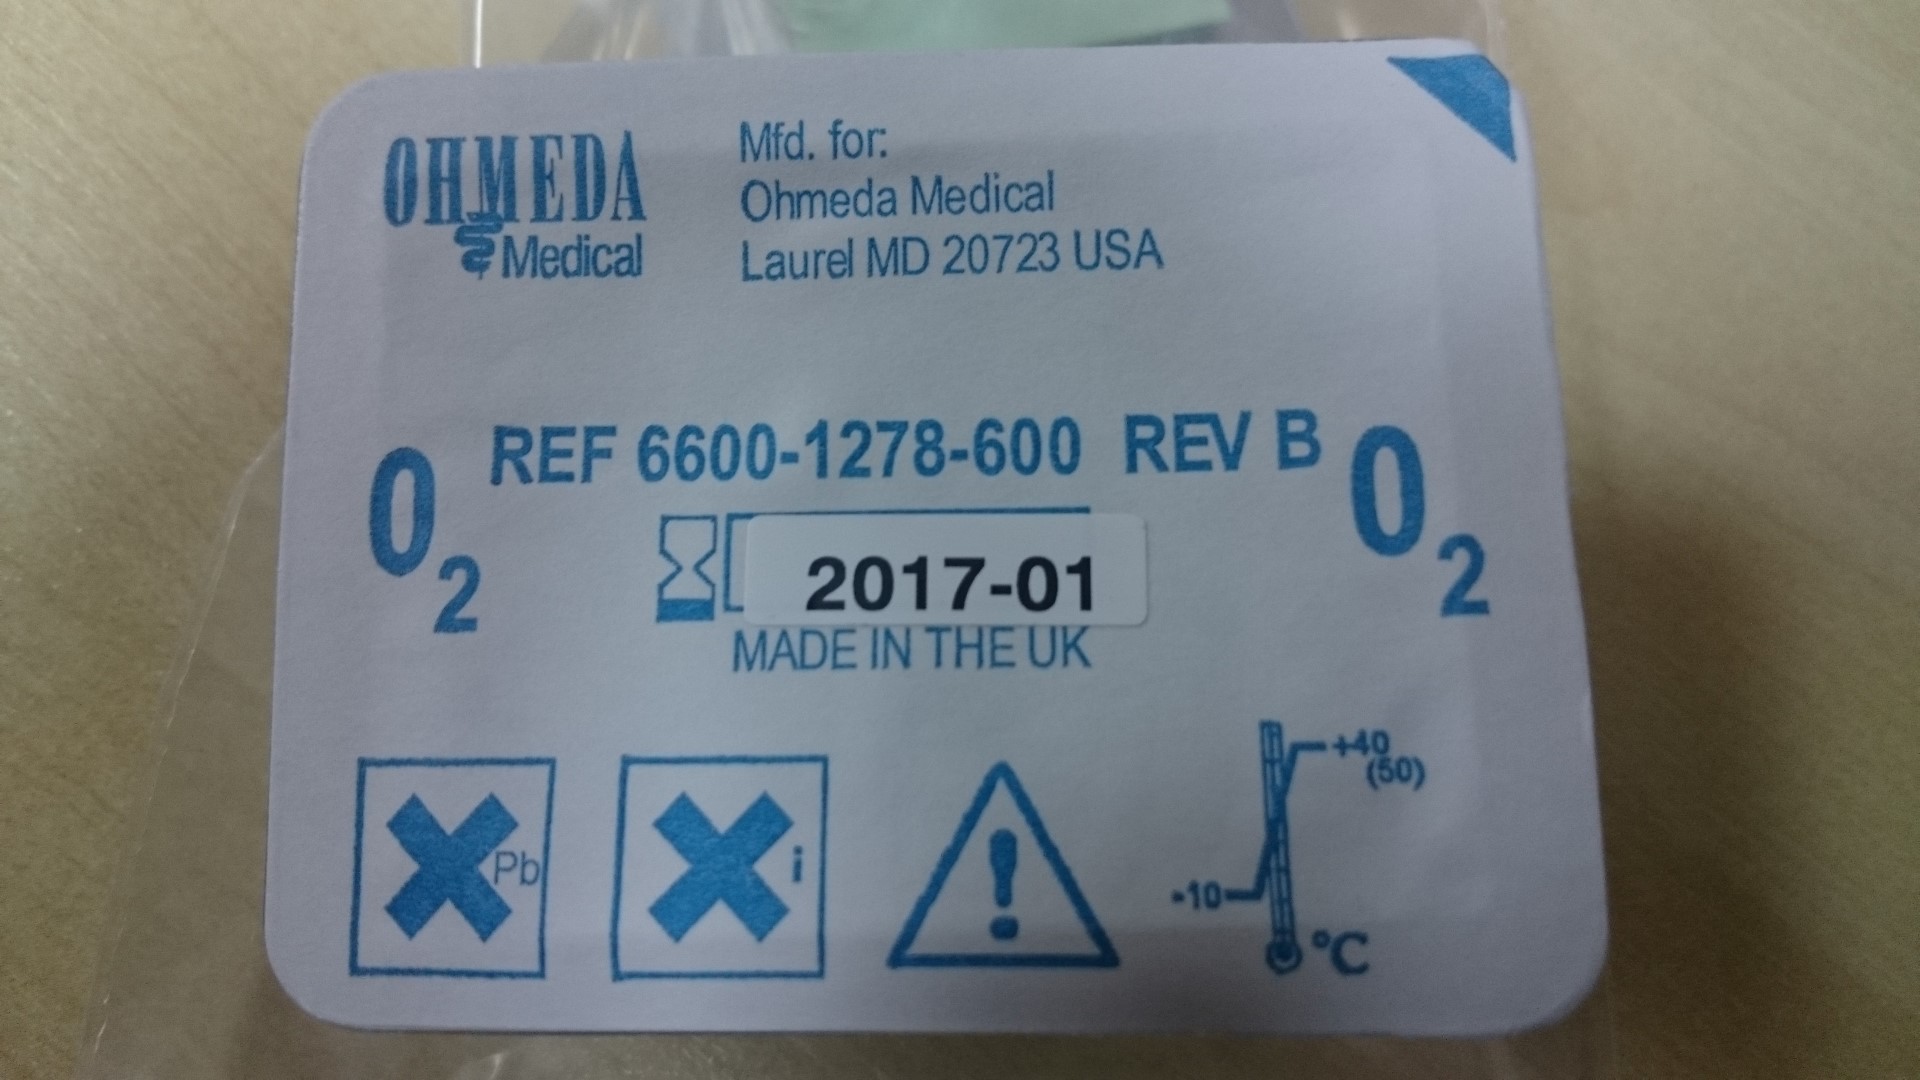 OHMEDA
Medical
Mfd. for:
Ohmeda Medical
Laurel MD 20723 USA
REF 6600-1278-600 REV B
O2
O2
2017-01
MADE IN THE UK
Pb
i
!
+40
(50)
-10
°C